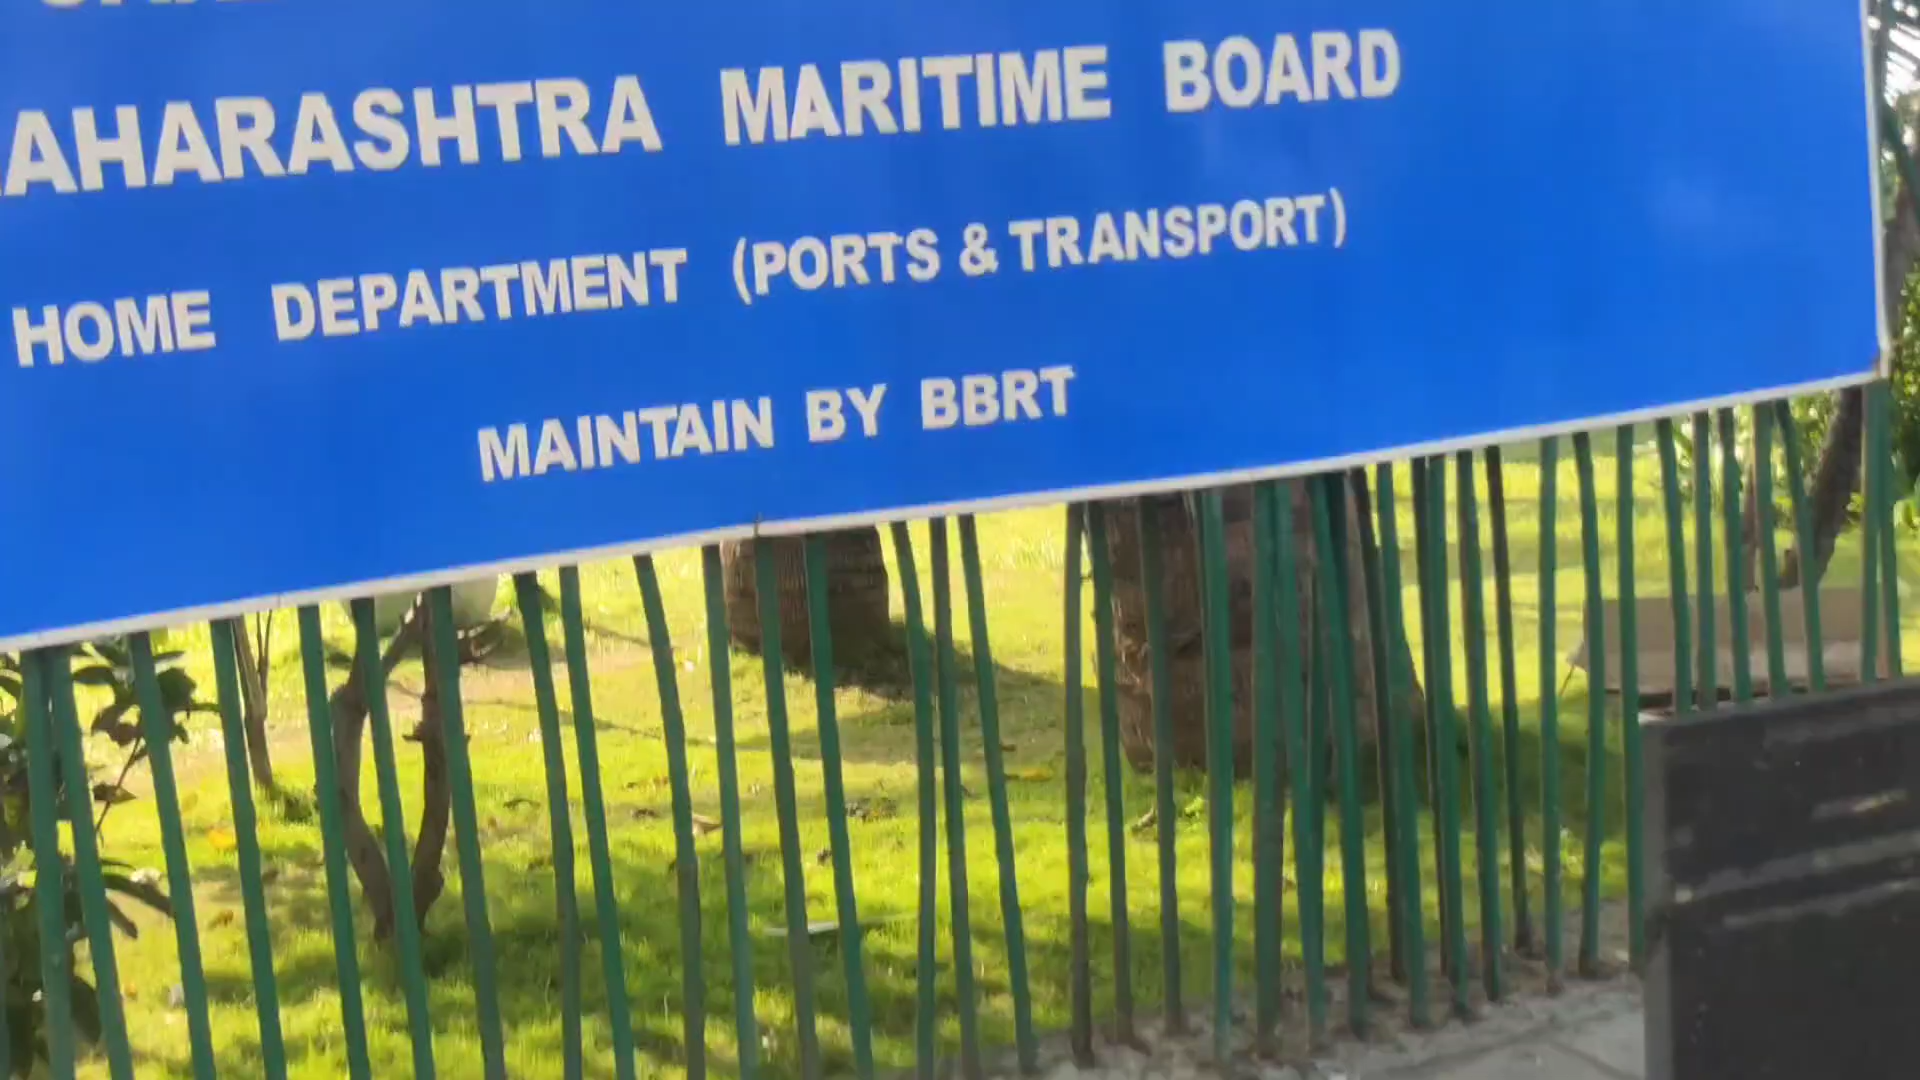 AHARASHTRA MARITIME BOARD
HOME DEPARTMENT (PORTS & TRANSPORT)
MAINTAIN BY BBRT